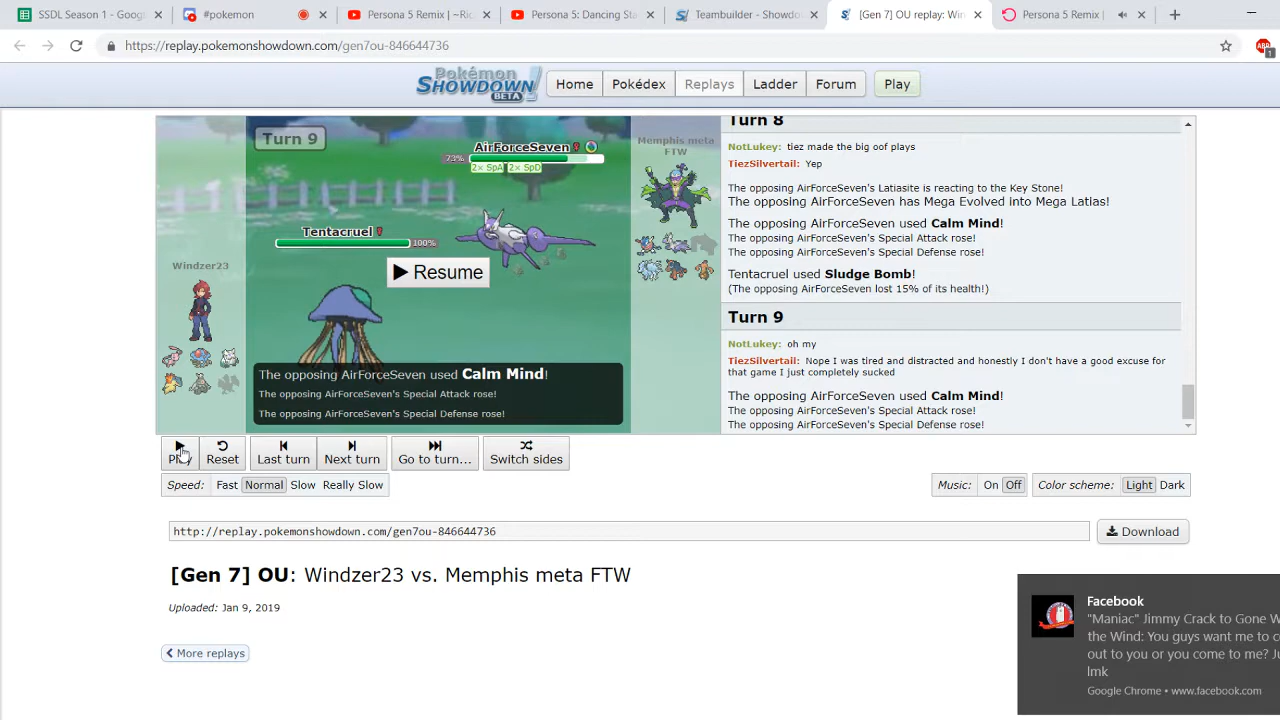 SSDL Season 1 - Goog
#pokemon
Persona 5 Remix | ~Ric
Persona 5: Dancing Sta
Teambuilder - Showdow
[Gen 7] OU replay: Win
Persona 5 Remix |
https://replay.pokemonshowdown.com/gen7ou-846644736
ABP
1
Pokémon
SHOWDOWN!
BETA
Home
Pokédex
Replays
Ladder
Forum
Play
Turn 9
AirForceSeven
73%
2× SpA 2× SpD
Tentacruel
100%
Resume
Windzer23
Memphis meta
FTW
The opposing AirForceSeven used Calm Mind!
The opposing AirForceSeven's Special Attack rose!
The opposing AirForceSeven's Special Defense rose!
Turn 8
NotLukey: tiez made the big oof plays
TiezSilvertail: Yep
The opposing AirForceSeven's Latiasite is reacting to the Key Stone!
The opposing AirForceSeven has Mega Evolved into Mega Latias!
The opposing AirForceSeven used Calm Mind!
The opposing AirForceSeven's Special Attack rose!
The opposing AirForceSeven's Special Defense rose!
Tentacruel used Sludge Bomb!
(The opposing AirForceSeven lost 15% of its health!)
Turn 9
NotLukey: oh my
TiezSilvertail: Nope I was tired and distracted and honestly I don't have a good excuse for
that game I just completely sucked
The opposing AirForceSeven used Calm Mind!
The opposing AirForceSeven's Special Attack rose!
The opposing AirForceSeven's Special Defense rose!
Play
Reset
Last turn
Next turn
Go to turn...
Switch sides
Speed: Fast Normal Slow Really Slow
Music: On Off
Color scheme: Light Dark
http://replay.pokemonshowdown.com/gen7ou-846644736
Download
[Gen 7] OU: Windzer23 vs. Memphis meta FTW
Uploaded: Jan 9, 2019
More replays
Facebook
"Maniac" Jimmy Crack to Gone W
the Wind: You guys want me to c
out to you or you come to me? Ju
lmk
Google Chrome • www.facebook.com